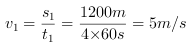 v₁ = s₁/t₁ = 1200m/4×60s = 5m/s